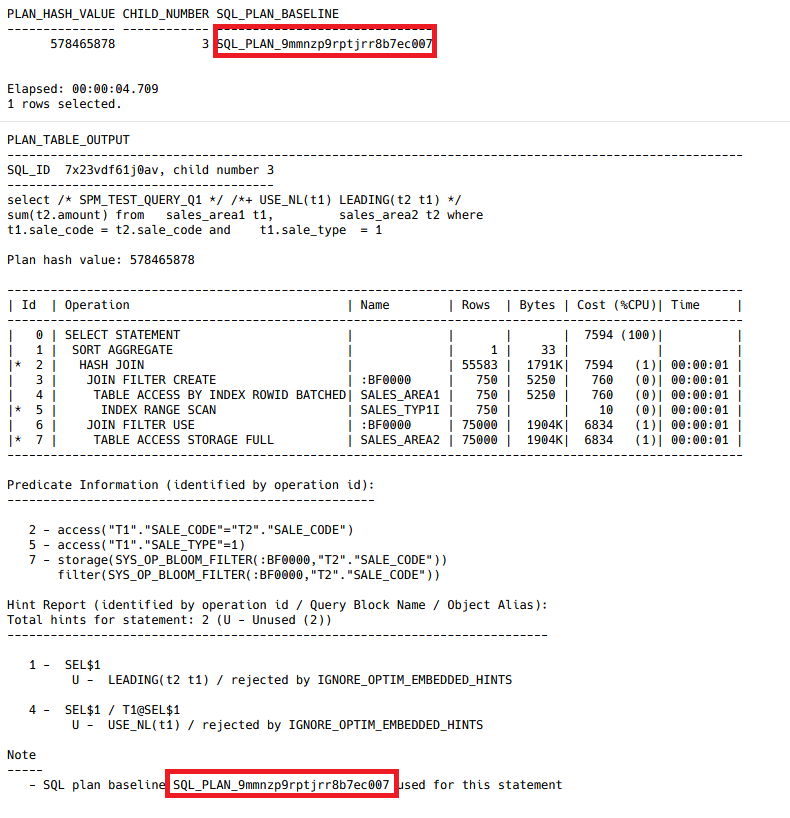 PLAN_HASH_VALUE CHILD_NUMBER SQL_PLAN_BASELINE
--------------- ------------ ------------------------------
      578465878            3 SQL_PLAN_9mmnzp9rptjrr8b7ec007
Elapsed: 00:00:04.709
1 rows selected.
PLAN_TABLE_OUTPUT
----------------------------------------------------------------------------------------------------
SQL_ID  7x23vdf61j0av, child number 3
-------------------------------------
select /* SPM_TEST_QUERY_Q1 */ /*+ USE_NL(t1) LEADING(t2 t1) */
sum(t2.amount) from   sales_area1 t1,         sales_area2 t2 where
t1.sale_code = t2.sale_code and    t1.sale_type  = 1
Plan hash value: 578465878
----------------------------------------------------------------------------------------------------
| Id  | Operation                              | Name        | Rows  | Bytes | Cost (%CPU)| Time     |
----------------------------------------------------------------------------------------------------
|   0 | SELECT STATEMENT                       |             |       |       |  7594 (100)|          |
|   1 |  SORT AGGREGATE                        |             |     1 |    33 |            |          |
|*  2 |   HASH JOIN                            |             | 55583 |  1791K|  7594   (1)| 00:00:01 |
|   3 |    JOIN FILTER CREATE                  | :BF0000     |   750 |  5250 |   760   (0)| 00:00:01 |
|   4 |     TABLE ACCESS BY INDEX ROWID BATCHED| SALES_AREA1 |   750 |  5250 |   760   (0)| 00:00:01 |
|*  5 |      INDEX RANGE SCAN                  | SALES_TYP1I |   750 |       |    10   (0)| 00:00:01 |
|   6 |    JOIN FILTER USE                     | :BF0000     | 75000 |  1904K|  6834   (1)| 00:00:01 |
|*  7 |     TABLE ACCESS STORAGE FULL          | SALES_AREA2 | 75000 |  1904K|  6834   (1)| 00:00:01 |
----------------------------------------------------------------------------------------------------
Predicate Information (identified by operation id):
---------------------------------------------------
   2 - access("T1"."SALE_CODE"="T2"."SALE_CODE")
   5 - access("T1"."SALE_TYPE"=1)
   7 - storage(SYS_OP_BLOOM_FILTER(:BF0000,"T2"."SALE_CODE"))
       filter(SYS_OP_BLOOM_FILTER(:BF0000,"T2"."SALE_CODE"))
Hint Report (identified by operation id / Query Block Name / Object Alias):
Total hints for statement: 2 (U - Unused (2))
---------------------------------------------------------------------------
   1 -  SEL$1
         U -  LEADING(t2 t1) / rejected by IGNORE_OPTIM_EMBEDDED_HINTS
   4 -  SEL$1 / T1@SEL$1
         U -  USE_NL(t1) / rejected by IGNORE_OPTIM_EMBEDDED_HINTS
Note
-----
   - SQL plan baseline SQL_PLAN_9mmnzp9rptjrr8b7ec007 used for this statement